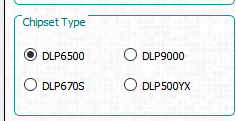 Chipset Type
DLP6500 DLP9000
DLP670S DLP500YX